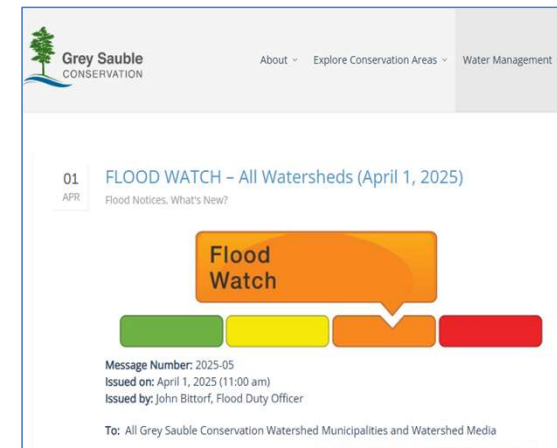 Grey Sauble
CONSERVATION
About
Explore Conservation Areas
Water Management
01
APR
FLOOD WATCH – All Watersheds (April 1, 2025)
Flood Notices. What's New?
Flood
Watch
Message Number: 2025-05
Issued on: April 1, 2025 (11:00 am)
Issued by: John Bittorf, Flood Duty Officer
To: All Grey Sauble Conservation Watershed Municipalities and Watershed Media